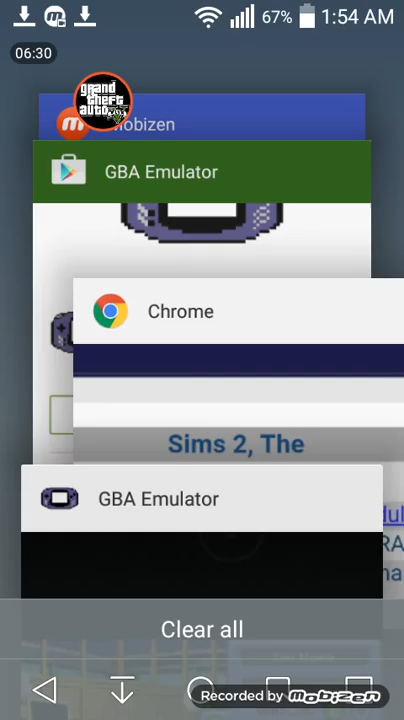 67% 1:54 AM
06:30
grand
theft
auto V
Mobizen
GBA Emulator
Chrome
Sims 2, The
GBA Emulator
Clear all
Recorded by Mobizen